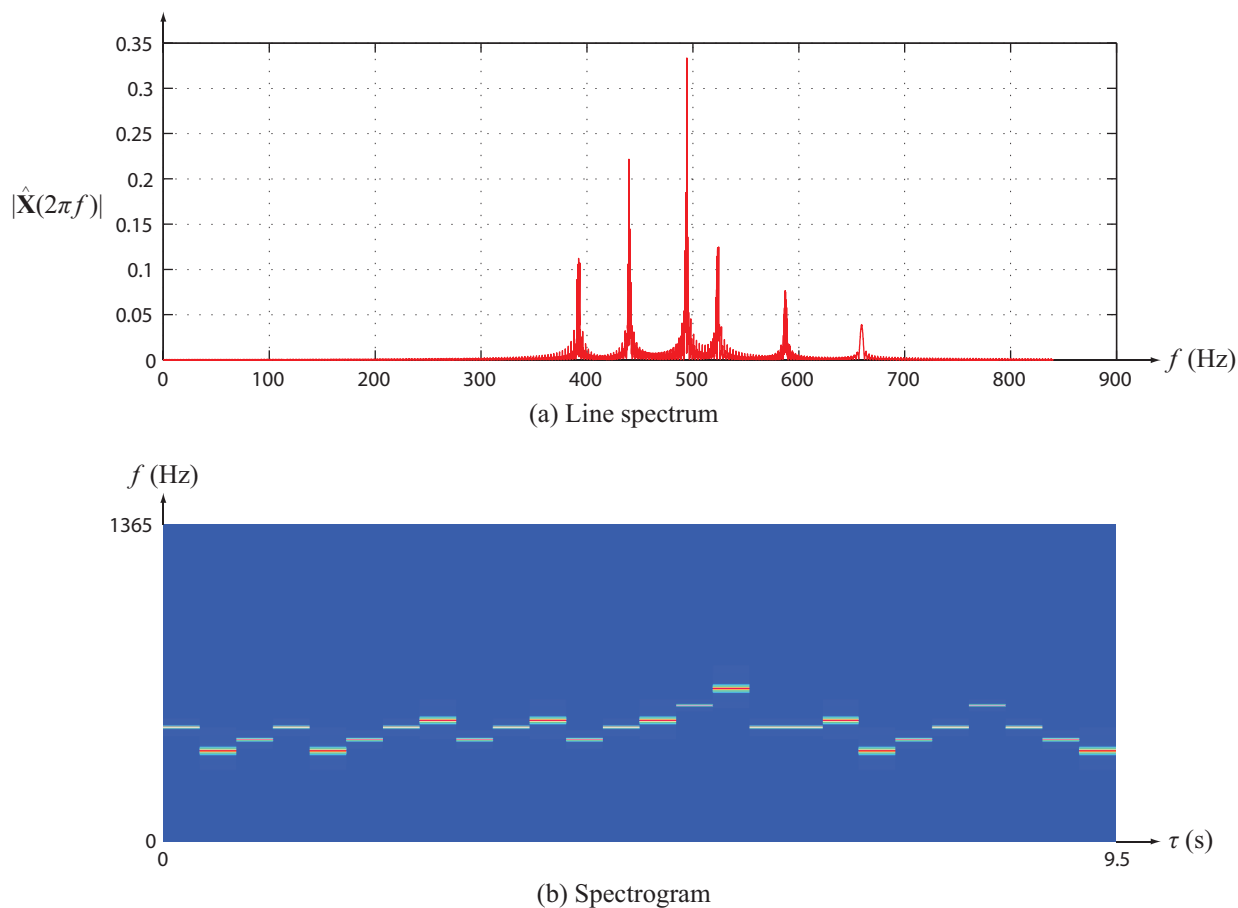 0.35
0.3
0.25
0.2
|X̂(2πf)|
0.15
0.1
0.05
0
0 100 200 300 400 500 600 700 800 900
f (Hz)
(a) Line spectrum
f (Hz)
1365
0
0 9.5
τ (s)
(b) Spectrogram